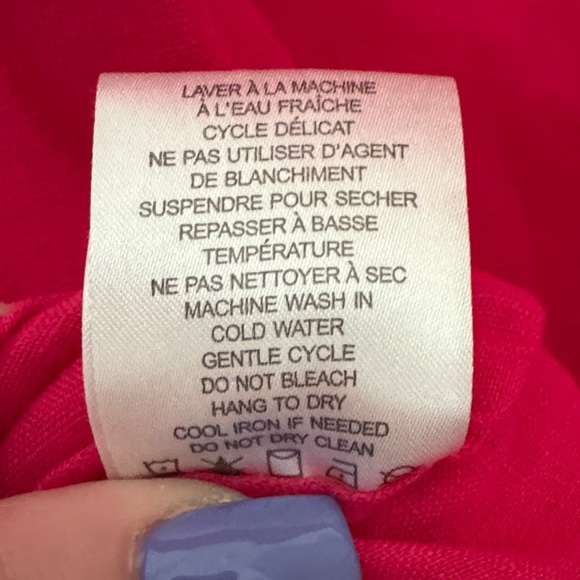 LAVER À LA MACHINE
À L'EAU FRAÎCHE
CYCLE DÉLICAT
NE PAS UTILISER D'AGENT
DE BLANCHIMENT
SUSPENDRE POUR SECHER
REPASSER À BASSE
TEMPÉRATURE
NE PAS NETTOYER À SEC
MACHINE WASH IN
COLD WATER
GENTLE CYCLE
DO NOT BLEACH
HANG TO DRY
COOL IRON IF NEEDED
DO NOT DRY CLEAN